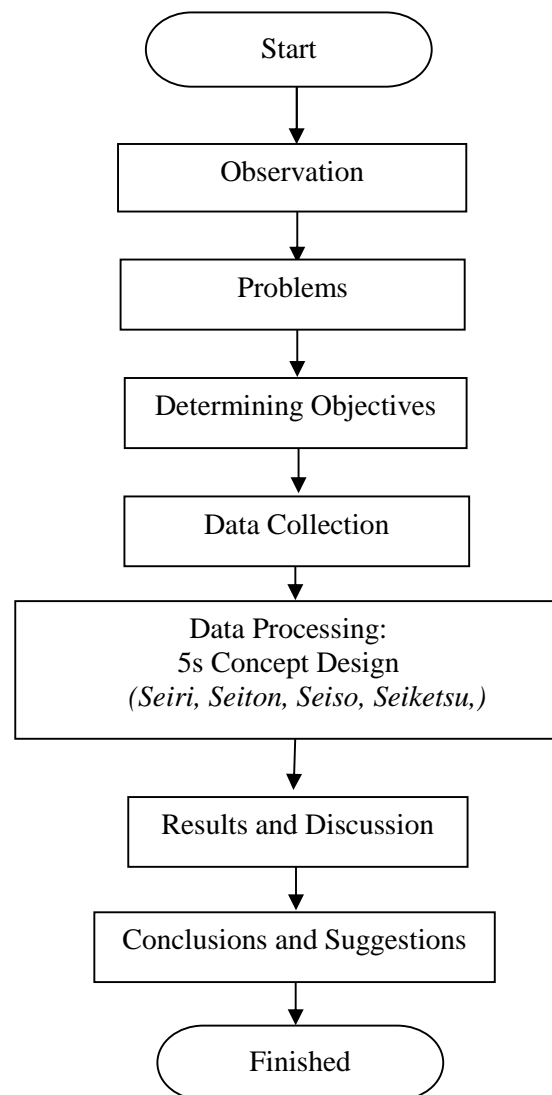 Start
Observation
Problems
Determining Objectives
Data Collection
Data Processing:
5s Concept Design
(Seiri, Seiton, Seiso, Seiketsu,)
Results and Discussion
Conclusions and Suggestions
Finished